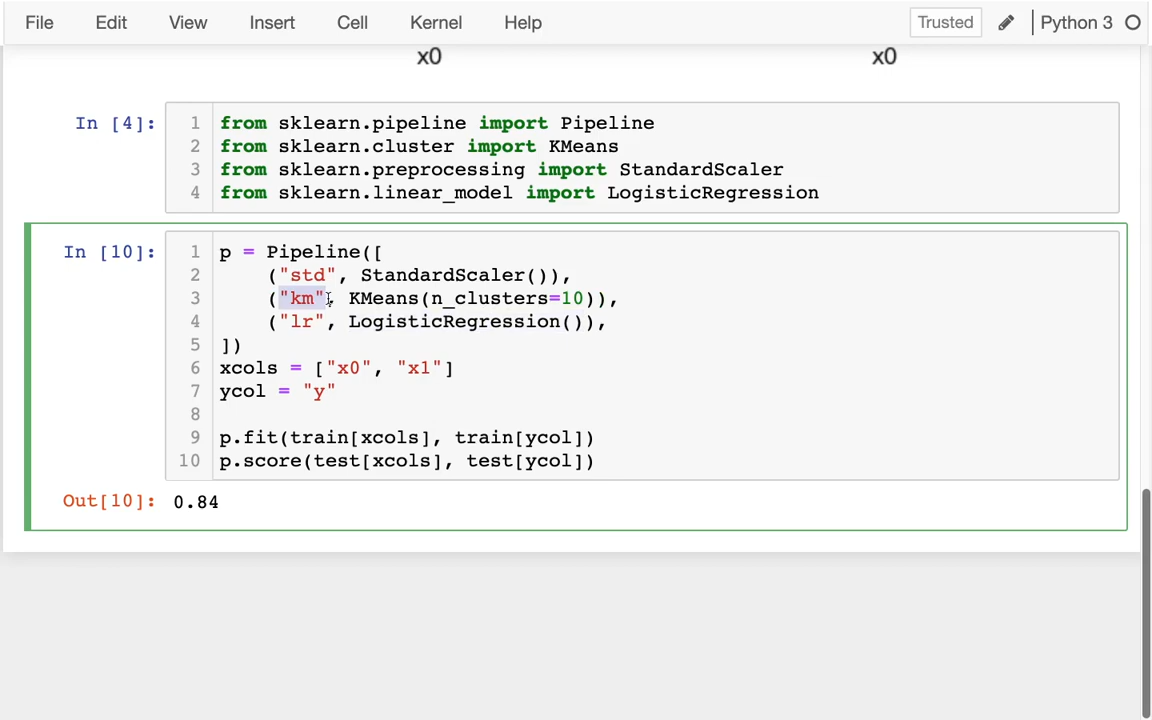 File Edit View Insert Cell Kernel Help Trusted Python 3
x0 x0
In [4]:
1 from sklearn.pipeline import Pipeline
2 from sklearn.cluster import KMeans
3 from sklearn.preprocessing import StandardScaler
4 from sklearn.linear_model import LogisticRegression
In [10]:
1 p = Pipeline([
2     ("std", StandardScaler()),
3     ("km", KMeans(n_clusters=10)),
4     ("lr", LogisticRegression()),
5 ])
6 xcols = ["x0", "x1"]
7 ycol = "y"
8
9 p.fit(train[xcols], train[ycol])
10 p.score(test[xcols], test[ycol])
Out[10]: 0.84